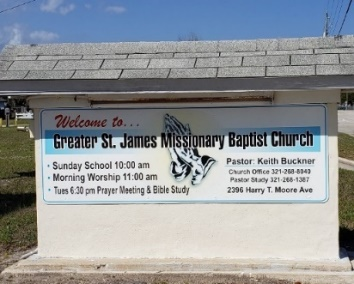 Welcome to...
Greater St. James Missionary Baptist Church
• Sunday School 10:00 am
• Morning Worship 11:00 am
• Tues 6:30 pm Prayer Meeting & Bible Study
Pastor: Keith Buckner
Church Office 321-268-8940
Pastor Study 321-268-1387
2396 Harry T. Moore Ave